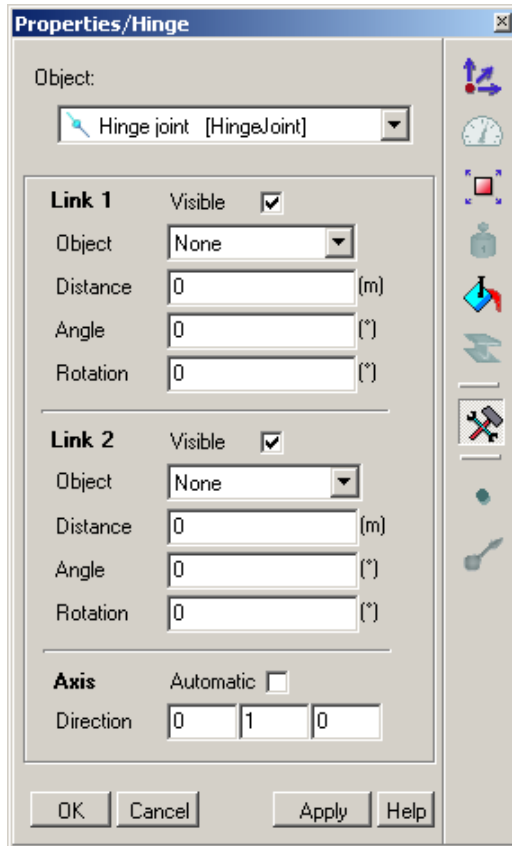 Properties/Hinge
Object:
Hinge joint [HingeJoint]
Link 1 Visible
Object None
Distance 0 (m)
Angle 0 (°)
Rotation 0 (°)
Link 2 Visible
Object None
Distance 0 (m)
Angle 0 (°)
Rotation 0 (°)
Axis Automatic
Direction 0 1 0
OK Cancel Apply Help